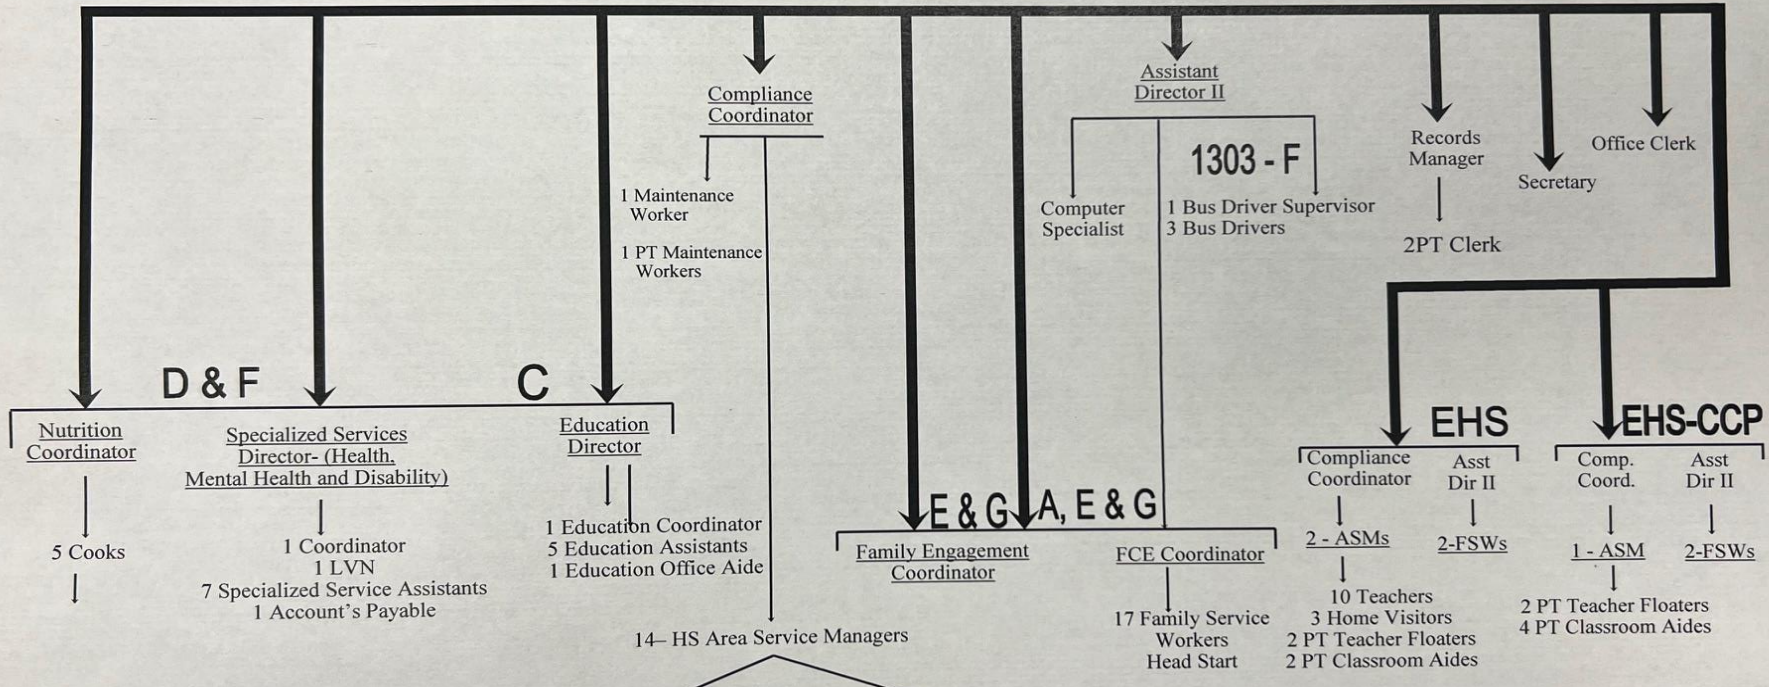 Compliance
Coordinator
1 Maintenance
Worker
1 PT Maintenance
Workers
Assistant
Director II
1303 - F
Computer
Specialist
1 Bus Driver Supervisor
3 Bus Drivers
Records
Manager
2PT Clerk
Secretary
Office Clerk
D & F
C
Nutrition
Coordinator
5 Cooks
Specialized Services
Director- (Health,
Mental Health and Disability)
1 Coordinator
1 LVN
7 Specialized Service Assistants
1 Account's Payable
Education
Director
1 Education Coordinator
5 Education Assistants
1 Education Office Aide
14– HS Area Service Managers
E & G
A, E & G
Family Engagement
Coordinator
FCE Coordinator
17 Family Service
Workers
Head Start
EHS
Compliance
Coordinator
2 - ASMs
10 Teachers
3 Home Visitors
2 PT Teacher Floaters
2 PT Classroom Aides
Asst
Dir II
2-FSWs
EHS-CCP
Comp.
Coord.
1 - ASM
2 PT Teacher Floaters
4 PT Classroom Aides
Asst
Dir II
2-FSWs